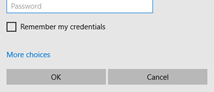 Password
Remember my credentials
More choices
OK Cancel